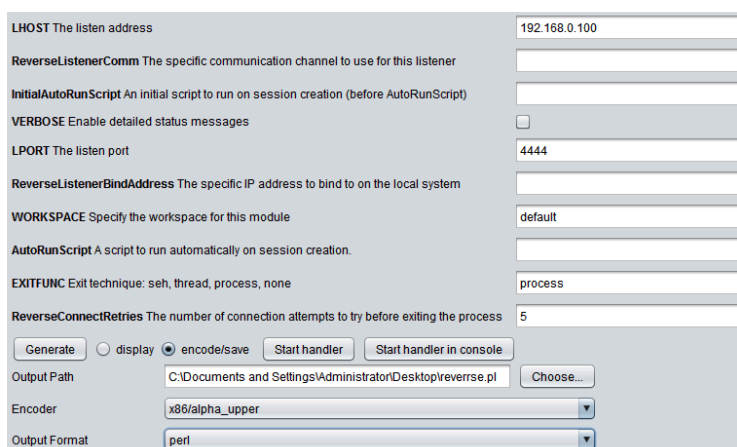 LHOST The listen address 192.168.0.100
ReverseListenerComm The specific communication channel to use for this listener
InitialAutoRunScript An initial script to run on session creation (before AutoRunScript)
VERBOSE Enable detailed status messages
LPORT The listen port 4444
ReverseListenerBindAddress The specific IP address to bind to on the local system
WORKSPACE Specify the workspace for this module default
AutoRunScript A script to run automatically on session creation.
EXITFUNC Exit technique: seh, thread, process, none process
ReverseConnectRetries The number of connection attempts to try before exiting the process 5
Generate display encode/save Start handler Start handler in console
Output Path C:\Documents and Settings\Administrator\Desktop\reverrse.pl Choose...
Encoder x86/alpha_upper
Output Format perl